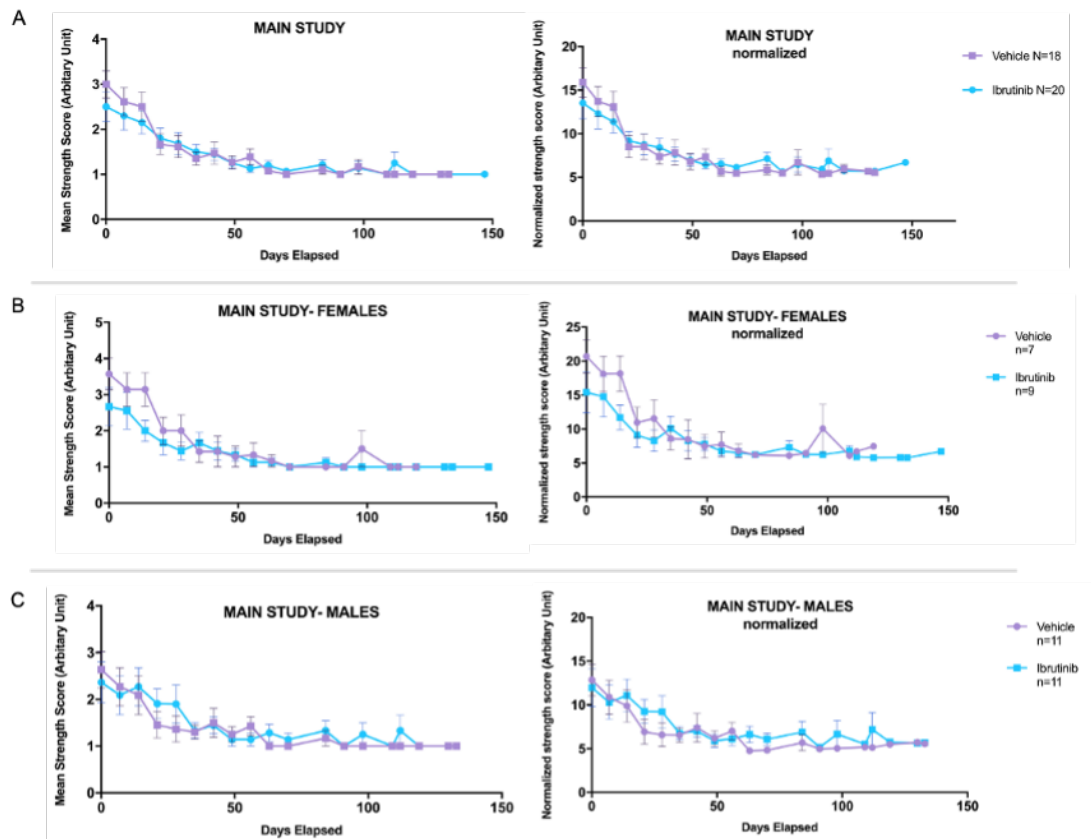 A
MAIN STUDY
Mean Strength Score (Arbitary Unit)
4
3
2
1
0
0
50
100
150
Days Elapsed
MAIN STUDY
normalized
Normalized strength score (Arbitary Unit)
20
15
10
5
0
0
50
100
150
Days Elapsed
Vehicle N=18
Ibrutinib N=20
B
MAIN STUDY- FEMALES
Mean Strength Score (Arbitary Unit)
5
4
3
2
1
0
0
50
100
150
Days Elapsed
MAIN STUDY- FEMALES
normalized
Normalized strength score (Arbitary Unit)
25
20
15
10
5
0
0
50
100
150
Days Elapsed
Vehicle
n=7
Ibrutinib
n=9
C
MAIN STUDY- MALES
Mean Strength Score (Arbitary Unit)
4
3
2
1
0
0
50
100
150
Days Elapsed
MAIN STUDY- MALES
normalized
Normalized strength score (Arbitary Unit)
20
15
10
5
0
0
50
100
150
Days Elapsed
Vehicle
n=11
Ibrutinib
n=11